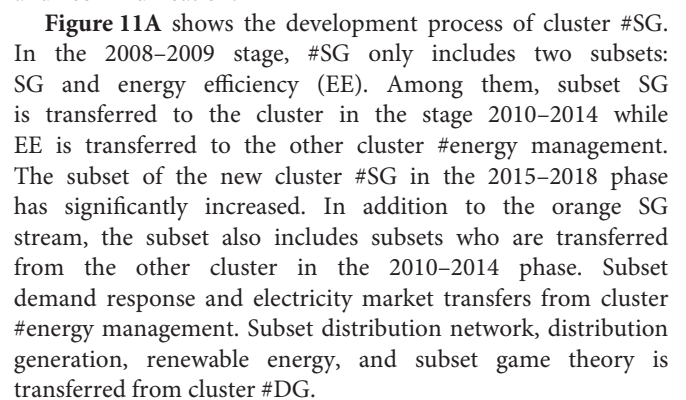 Figure 11A shows the development process of cluster #SG.
In the 2008–2009 stage, #SG only includes two subsets:
SG and energy efficiency (EE). Among them, subset SG
is transferred to the cluster in the stage 2010–2014 while
EE is transferred to the other cluster #energy management.
The subset of the new cluster #SG in the 2015–2018 phase
has significantly increased. In addition to the orange SG
stream, the subset also includes subsets who are transferred
from the other cluster in the 2010–2014 phase. Subset
demand response and electricity market transfers from cluster
#energy management. Subset distribution network, distribution
generation, renewable energy, and subset game theory is
transferred from cluster #DG.